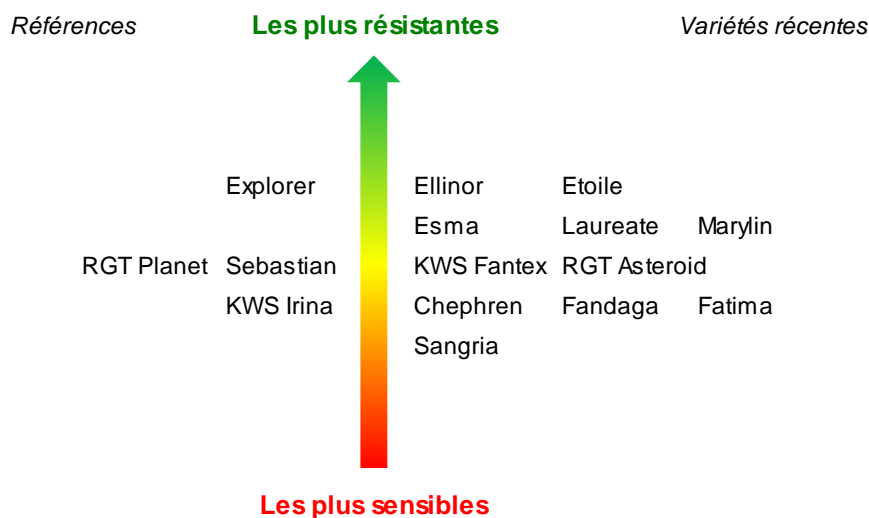 Références Les plus résistantes Variétés récentes
Explorer Ellinor Etoile
Esma Laureate Marylin
RGT Planet Sebastian KWS Fantex RGT Asteroid
KWS Irina Chephren Fandaga Fatima
Sangria
Les plus sensibles